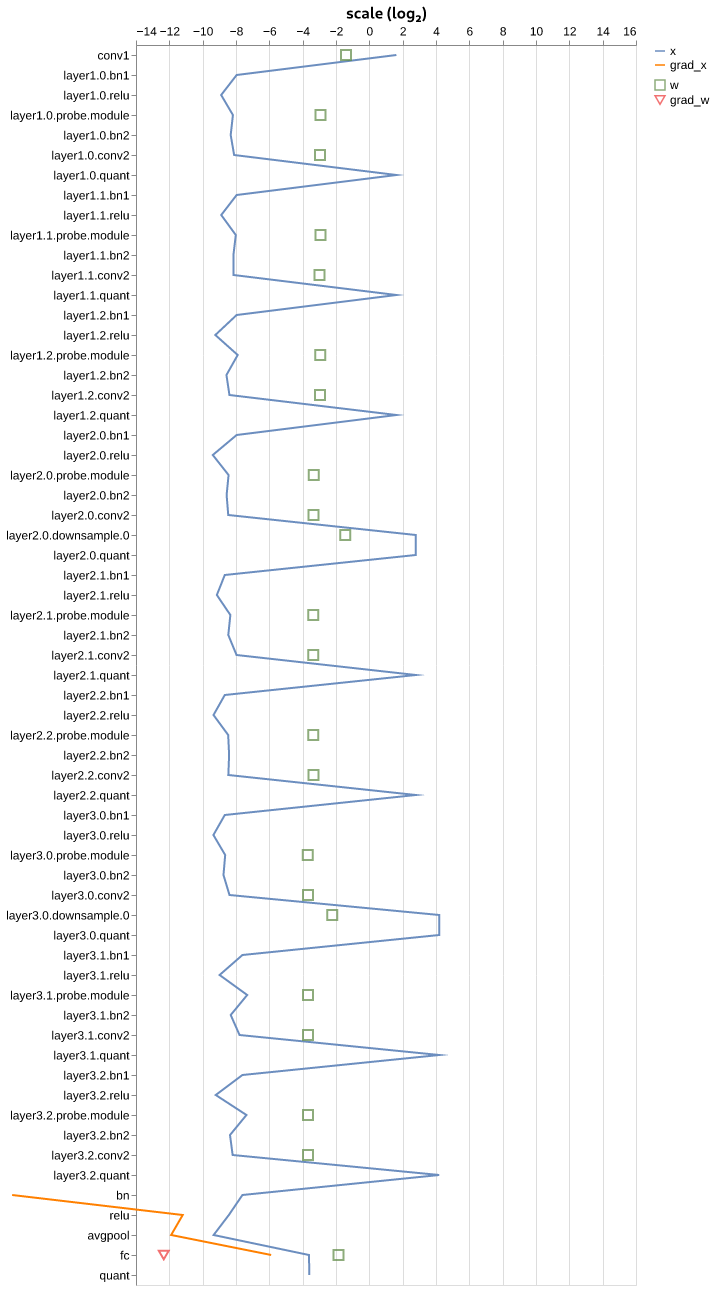 scale (log₂)
−14 −12 −10 −8 −6 −4 −2 0 2 4 6 8 10 12 14 16
x
grad_x
w
grad_w
conv1
layer1.0.bn1
layer1.0.relu
layer1.0.probe.module
layer1.0.bn2
layer1.0.conv2
layer1.0.quant
layer1.1.bn1
layer1.1.relu
layer1.1.probe.module
layer1.1.bn2
layer1.1.conv2
layer1.1.quant
layer1.2.bn1
layer1.2.relu
layer1.2.probe.module
layer1.2.bn2
layer1.2.conv2
layer1.2.quant
layer2.0.bn1
layer2.0.relu
layer2.0.probe.module
layer2.0.bn2
layer2.0.conv2
layer2.0.downsample.0
layer2.0.quant
layer2.1.bn1
layer2.1.relu
layer2.1.probe.module
layer2.1.bn2
layer2.1.conv2
layer2.1.quant
layer2.2.bn1
layer2.2.relu
layer2.2.probe.module
layer2.2.bn2
layer2.2.conv2
layer2.2.quant
layer3.0.bn1
layer3.0.relu
layer3.0.probe.module
layer3.0.bn2
layer3.0.conv2
layer3.0.downsample.0
layer3.0.quant
layer3.1.bn1
layer3.1.relu
layer3.1.probe.module
layer3.1.bn2
layer3.1.conv2
layer3.1.quant
layer3.2.bn1
layer3.2.relu
layer3.2.probe.module
layer3.2.bn2
layer3.2.conv2
layer3.2.quant
bn
relu
avgpool
fc
quant